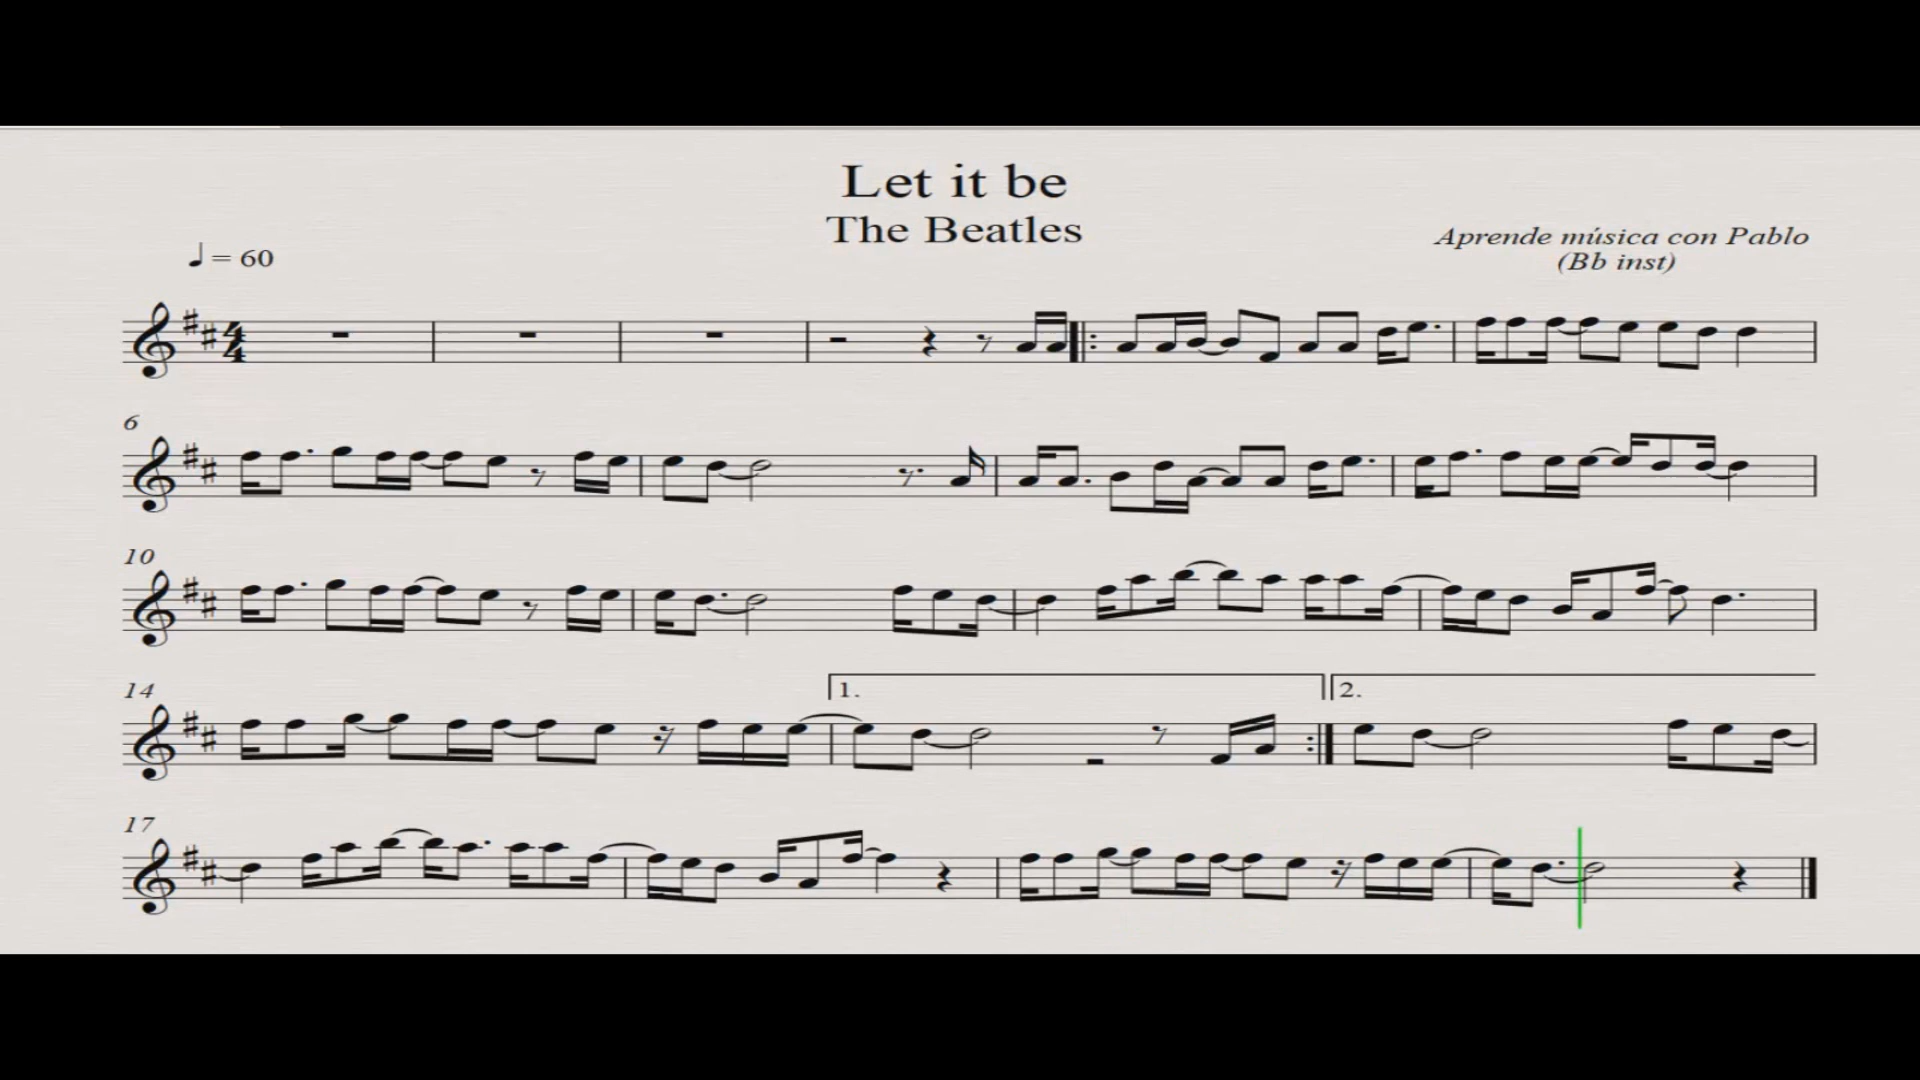 Let it be
The Beatles
Aprende música con Pablo
(Bb inst)
♩ = 60
6
10
14
1.
2.
17